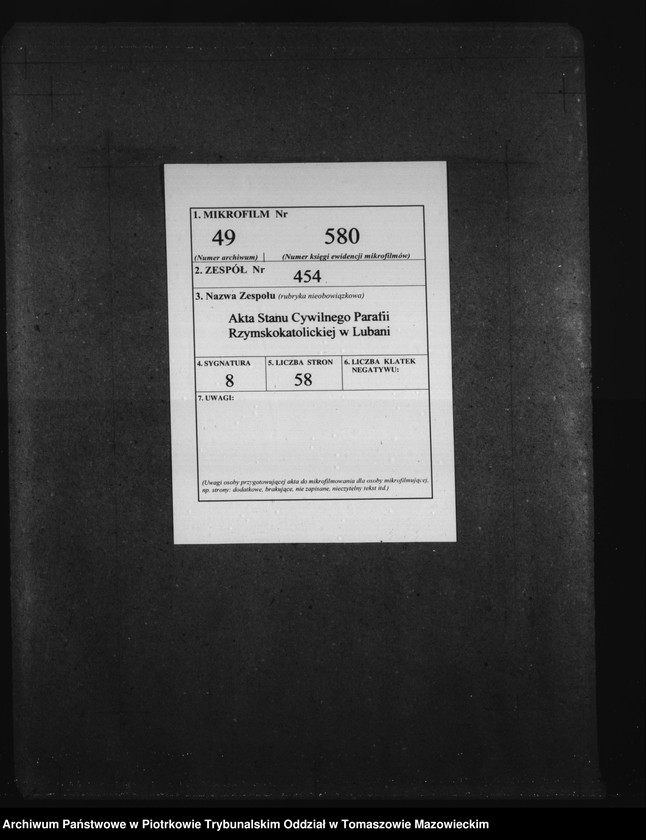 1. MIKROFILM Nr
49 580
(Numer archiwum) (Numer księgi ewidencji mikrofilmów)
2. ZESPÓŁ Nr 454
3. Nazwa Zespołu (rubryka nieobowiązkowa)
Akta Stanu Cywilnego Parafii
Rzymskokatolickiej w Lubani
4. SYGNATURA 5. LICZBA STRON 6. LICZBA KLATEK
NEGATYWU:
8 58
7. UWAGI:
(Uwagi osoby przygotowującej akta do mikrofilmowania dla osoby mikrofilmującej,
np. strony: dodatkowe, brakujące, nie zapisane, nieczytelny tekst itd.)
Archiwum Państwowe w Piotrkowie Trybunalskim Oddział w Tomaszowie Mazowieckim